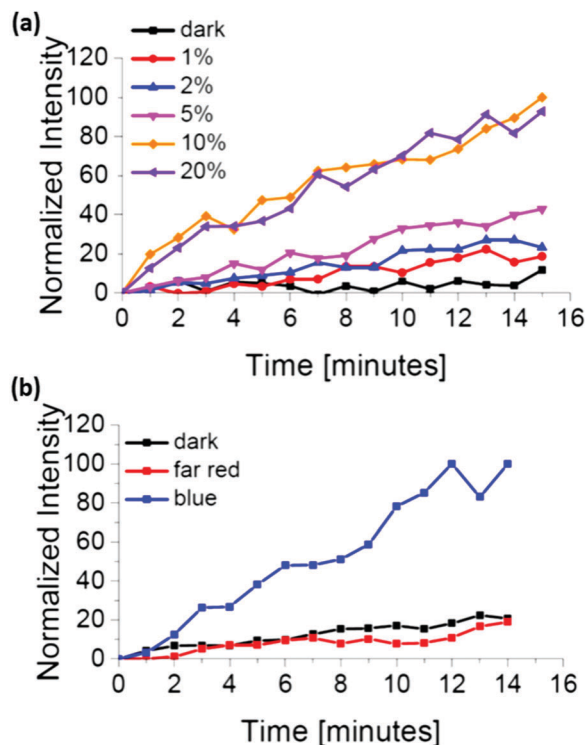 (a)
dark
1%
2%
5%
10%
20%
120
100
80
60
40
20
0
Normalized Intensity
0 2 4 6 8 10 12 14 16
Time [minutes]
(b)
dark
far red
blue
120
100
80
60
40
20
0
Normalized Intensity
0 2 4 6 8 10 12 14 16
Time [minutes]